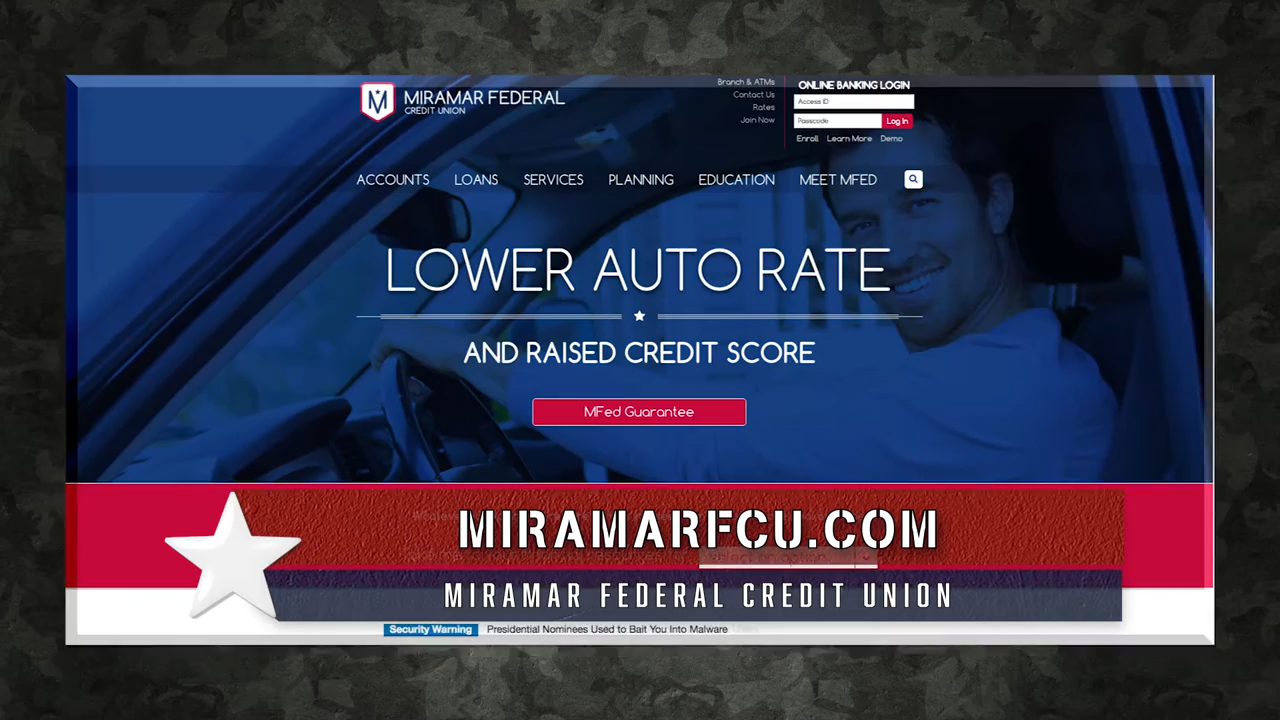 MIRAMAR FEDERAL
CREDIT UNION
Branch & ATMs
Contact Us
Rates
Join Now
ONLINE BANKING LOGIN
Access ID
Passcode
Log In
Enroll Learn More Demo
ACCOUNTS LOANS SERVICES PLANNING EDUCATION MEET MFED
LOWER AUTO RATE
AND RAISED CREDIT SCORE
MFed Guarantee
MIRAMARFCU.COM
MIRAMAR FEDERAL CREDIT UNION
Security Warning Presidential Nominees Used to Bait You Into Malware